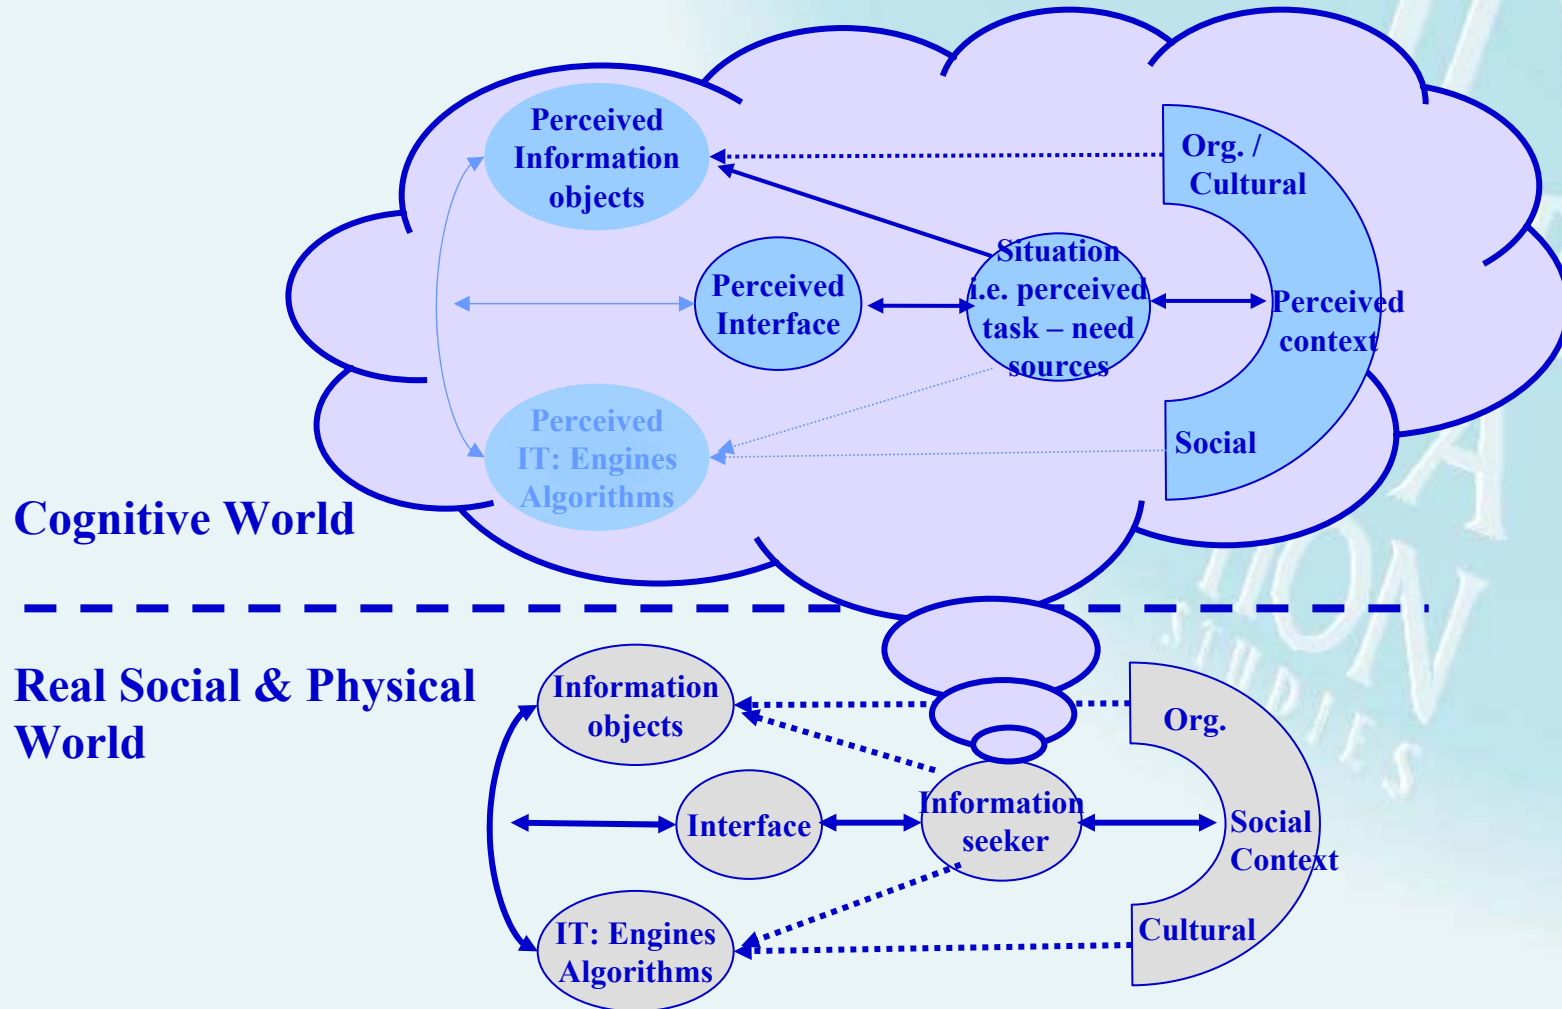 Perceived
Information
objects
Org. /
Cultural
Perceived
Interface
Situation
i.e. perceived
task – need
sources
Perceived
context
Perceived
IT: Engines
Algorithms
Social
Cognitive World
Real Social & Physical
World
Information
objects
Org.
Interface
Information
seeker
Social
Context
IT: Engines
Algorithms
Cultural
STUDIES